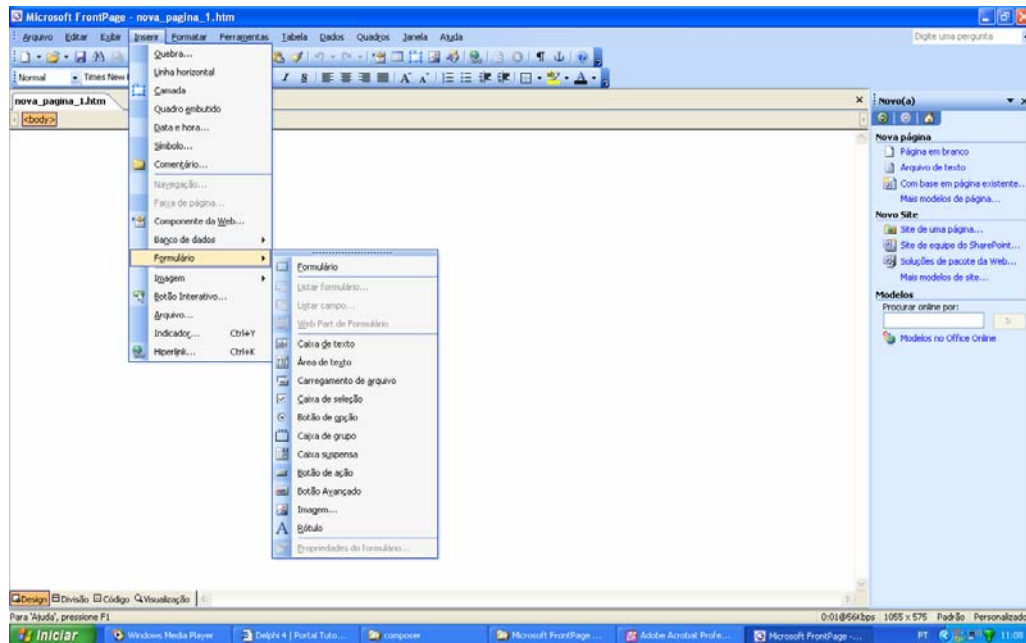 Microsoft FrontPage - nova_pagina_1.htm
Arquivo Editar Exibir Inserir Formatar Ferramentas Tabela Dados Quadros Janela Ajuda
Digite uma pergunta
Normal Times New
nova_pagina_1.htm
<body>
Quebra...
Linha horizontal
Camada
Quadro embutido
Data e hora...
Símbolo...
Comentário...
Navegação...
Faixa de página...
Componente da Web...
Banco de dados
Formulário
Imagem
Botão Interativo...
Arquivo...
Indicador... Ctrl+Y
Hiperlink... Ctrl+K
Formulário
Listar formulário...
Listar campo...
Web Part de Formulário
Caixa de texto
Área de texto
Carregamento de arquivo
Caixa de seleção
Botão de opção
Caixa de grupo
Caixa suspensa
Botão de ação
Botão Avançado
Imagem...
Rótulo
Propriedades do formulário...
Novo(a)
Nova página
Página em branco
Arquivo de texto
Com base em página existente...
Mais modelos de página...
Novo Site
Site de uma página...
Site de equipe do SharePoint...
Soluções de pacote da Web...
Mais modelos de site...
Modelos
Procurar online por:
Modelos no Office Online
Design Divisão Código Visualização
Para 'Ajuda', pressione F1
0:01@56Kbps 1055 x 575 Padrão Personalizado
Iniciar
Windows Media Player
Delphi 4 | Portal Tuto...
composer
Microsoft FrontPage ...
Adobe Acrobat Profe...
Microsoft FrontPage -...
PT
11:08